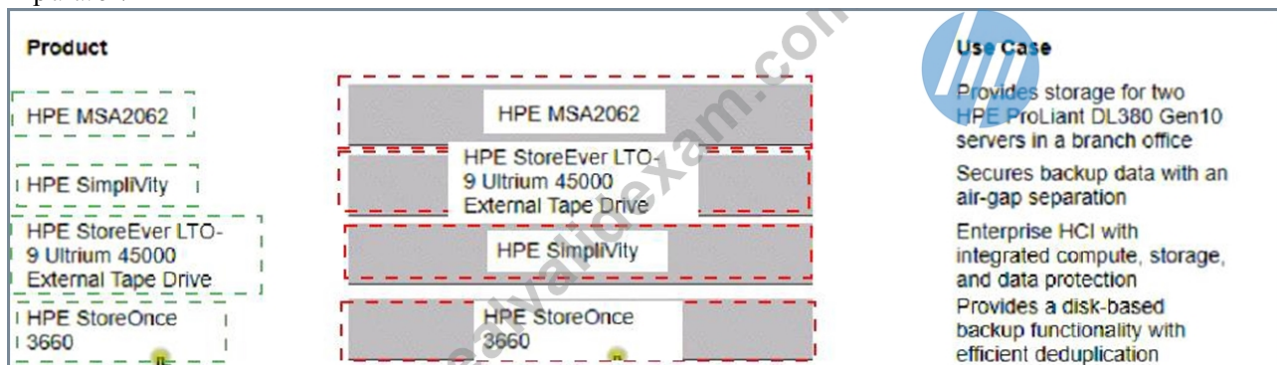 Product
Use Case
HPE MSA2062
HPE SimpliVity
HPE StoreEver LTO-
9 Ultrium 45000
External Tape Drive
HPE StoreOnce
3660
HPE MSA2062
HPE StoreEver LTO-
9 Ultrium 45000
External Tape Drive
HPE SimpliVity
HPE StoreOnce
3660
Provides storage for two
HPE ProLiant DL380 Gen10
servers in a branch office
Secures backup data with an
air-gap separation
Enterprise HCI with
integrated compute, storage,
and data protection
Provides a disk-based
backup functionality with
efficient deduplication
hp